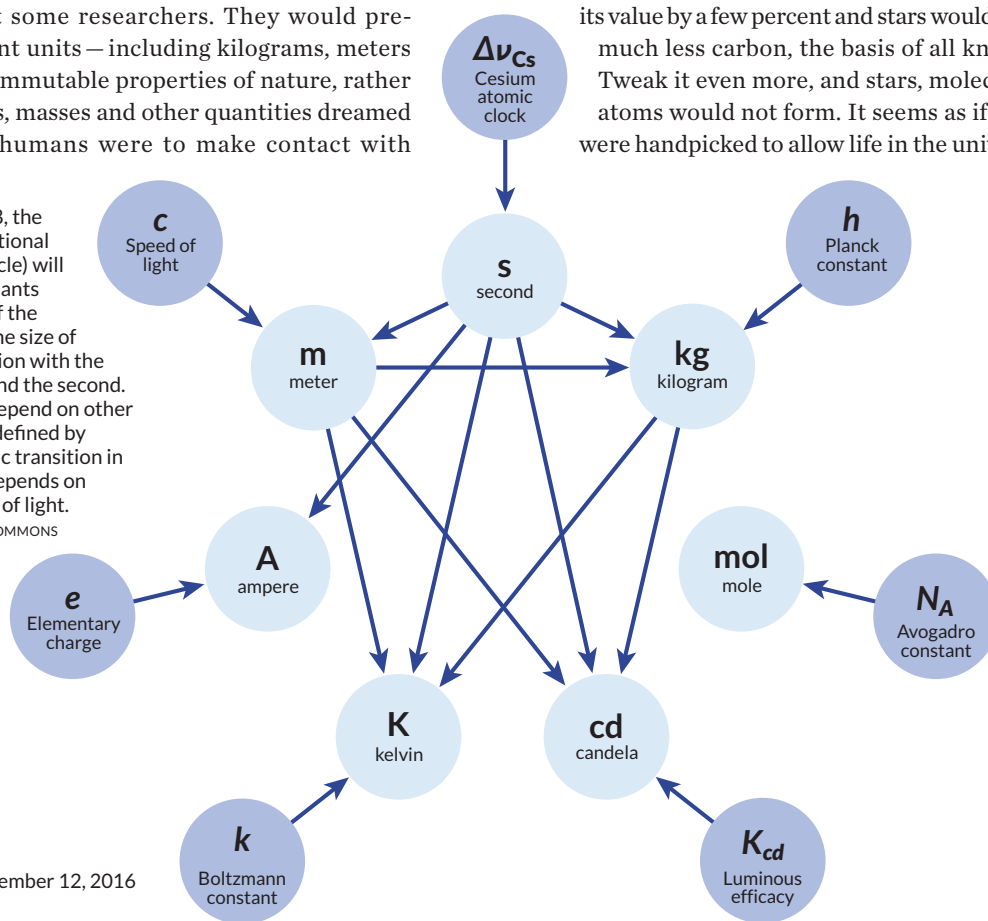 t some researchers. They would pre-
nt units — including kilograms, meters
mmutable properties of nature, rather
s, masses and other quantities dreamed
humans were to make contact with
its value by a few percent and stars would
much less carbon, the basis of all kn
Tweak it even more, and stars, molec
atoms would not form. It seems as if
were handpicked to allow life in the univ
, the
tional
cle) will
ants
f the
he size of
ion with the
nd the second.
epend on other
defined by
ic transition in
epends on
of light.
OMMONS
Δν_Cs
Cesium
atomic
clock
c
Speed of
light
s
second
h
Planck
constant
m
meter
kg
kilogram
A
ampere
mol
mole
e
Elementary
charge
N_A
Avogadro
constant
K
kelvin
cd
candela
k
Boltzmann
constant
K_cd
Luminous
efficacy
ember 12, 2016